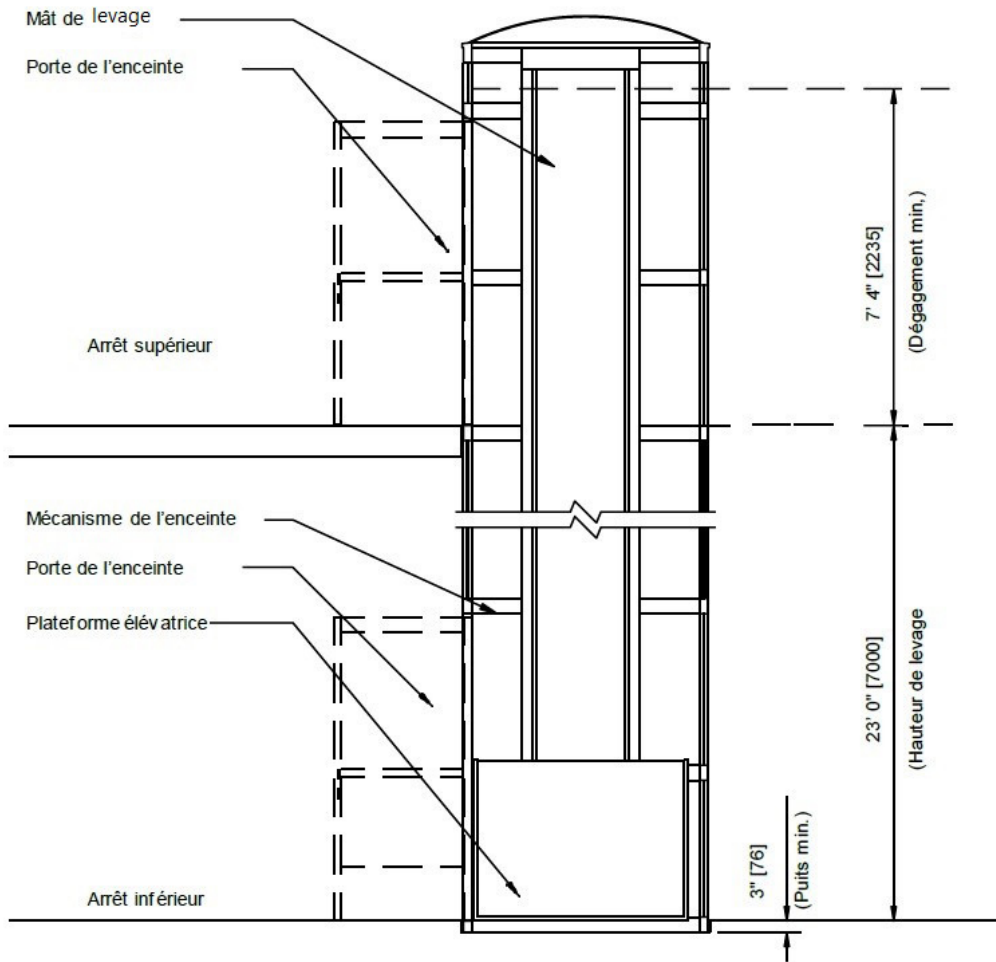 Mât de levage
Porte de l'enceinte
Arrêt supérieur
7' 4" [2235]
(Dégagement min,)
Mécanisme de l'enceinte
Porte de l'enceinte
Plateforme élévatrice
23' 0" [7000]
(Hauteur de levage)
3" [76]
(Puits min.)
Arrêt inférieur